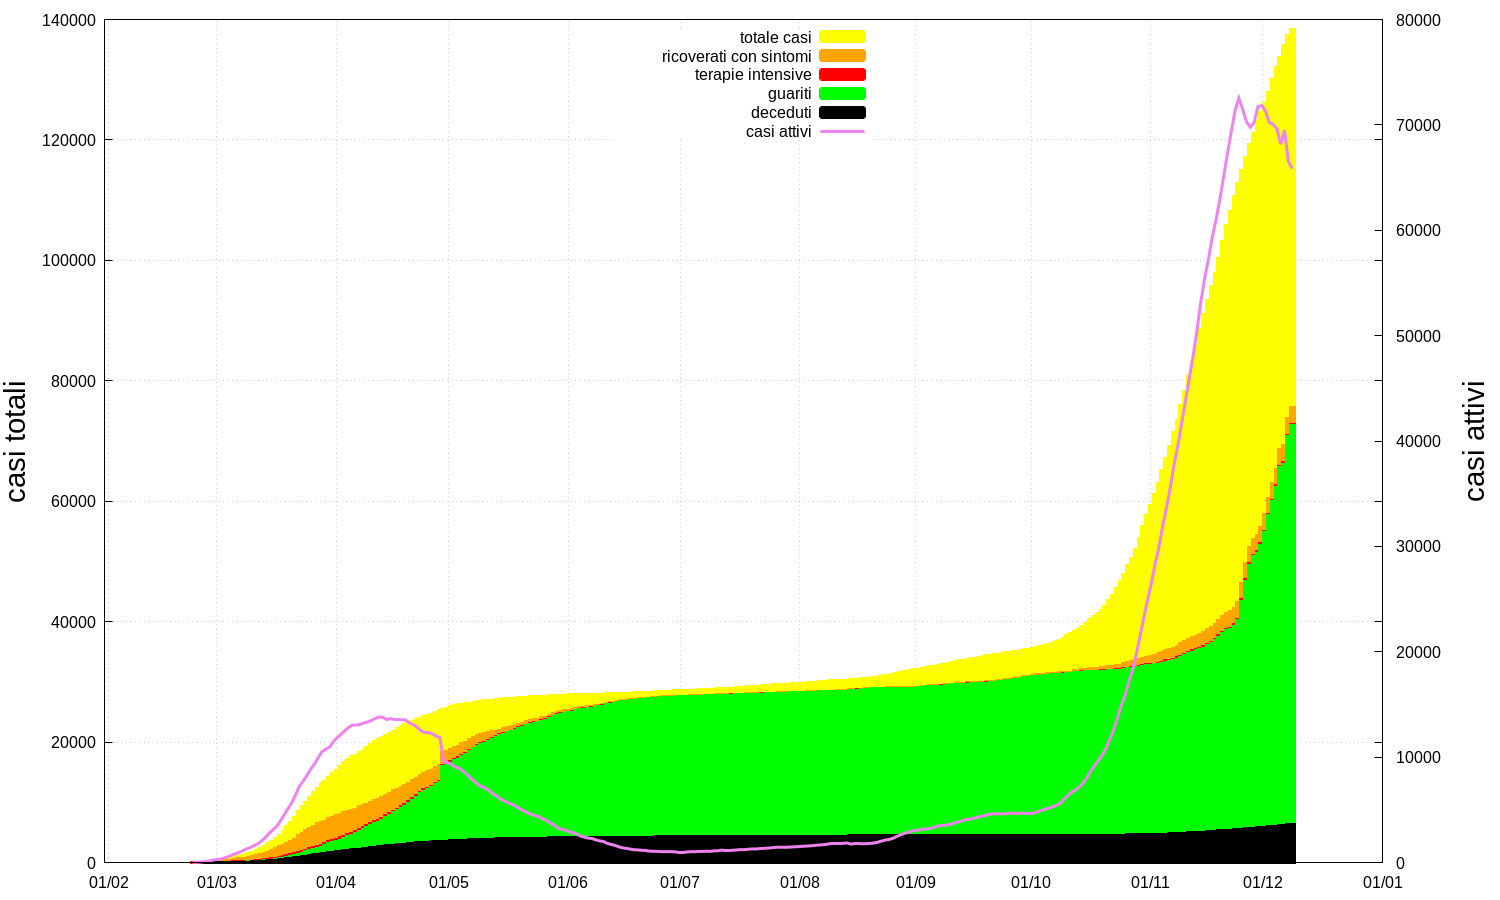 totale casi
ricoverati con sintomi
terapie intensive
guariti
deceduti
casi attivi
casi totali
140000
120000
100000
80000
60000
40000
20000
0
casi attivi
80000
70000
60000
50000
40000
30000
20000
10000
0
01/02 01/03 01/04 01/05 01/06 01/07 01/08 01/09 01/10 01/11 01/12 01/01